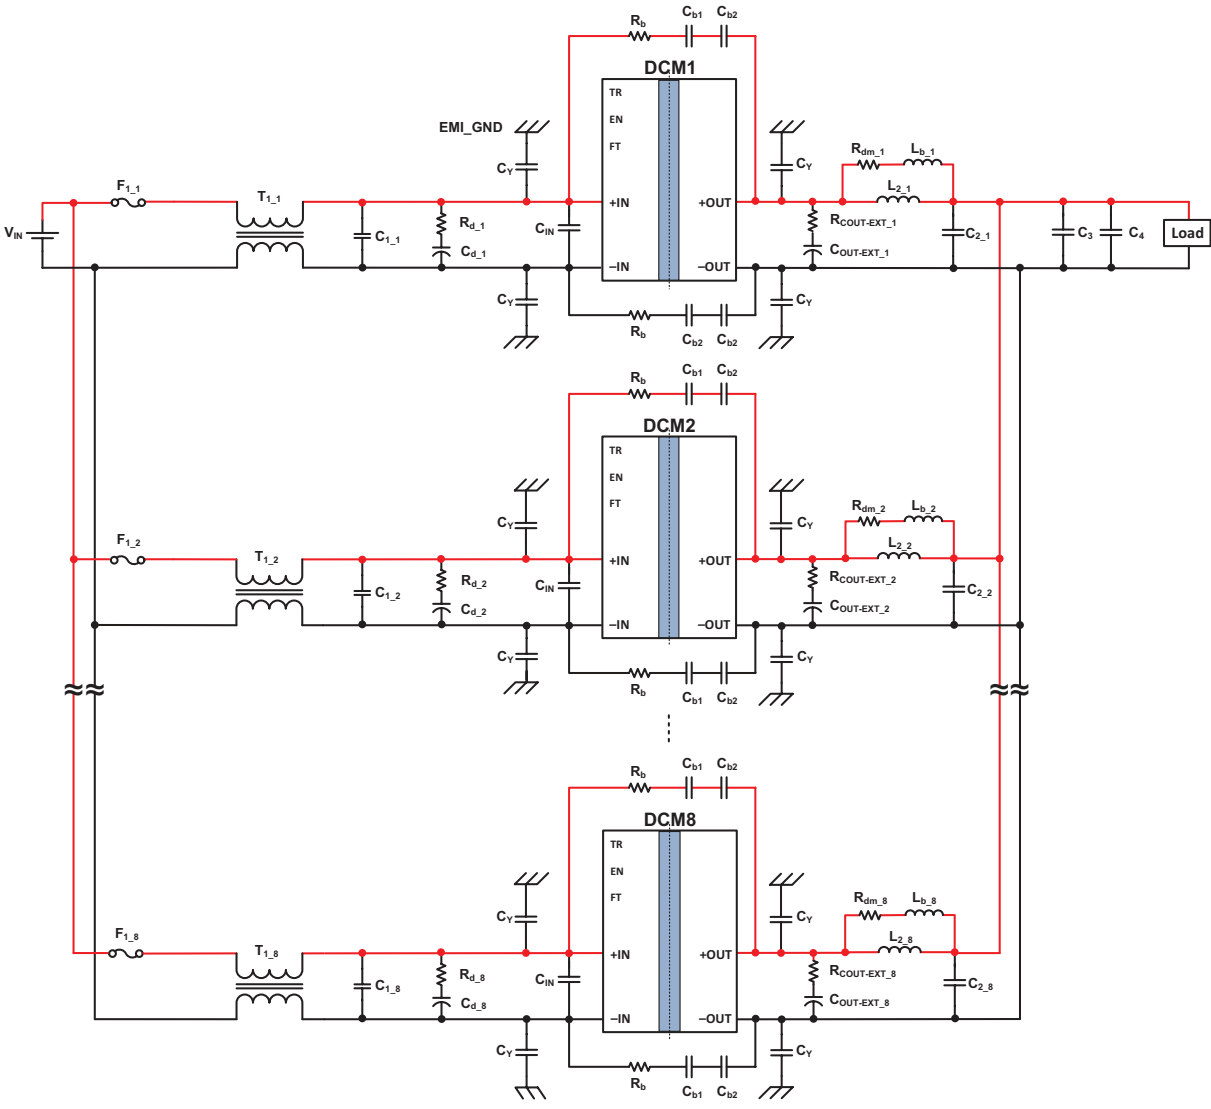 Rb Cb1 Cb2
DCM1
TR
EN
FT
EMI_GND
CY CY
Rdm_1 Lb_1
L2_1
F1_1 T1_1
VIN
C1_1
Rd_1
Cd_1
CIN
+IN +OUT
–IN –OUT
RCOUT-EXT_1
COUT-EXT_1
C2_1 C3 C4 Load
CY CY
Rb Cb2 Cb2
Rb Cb1 Cb2
DCM2
TR
EN
FT
CY CY
Rdm_2 Lb_2
L2_2
F1_2 T1_2
C1_2
Rd_2
Cd_2
CIN
+IN +OUT
–IN –OUT
RCOUT-EXT_2
COUT-EXT_2
C2_2
CY CY
Rb Cb1 Cb2
Rb Cb1 Cb2
DCM8
TR
EN
FT
CY CY
Rdm_8 Lb_8
L2_8
F1_8 T1_8
C1_8
Rd_8
Cd_8
CIN
+IN +OUT
–IN –OUT
RCOUT-EXT_8
COUT-EXT_8
C2_8
CY CY
Rb Cb1 Cb2